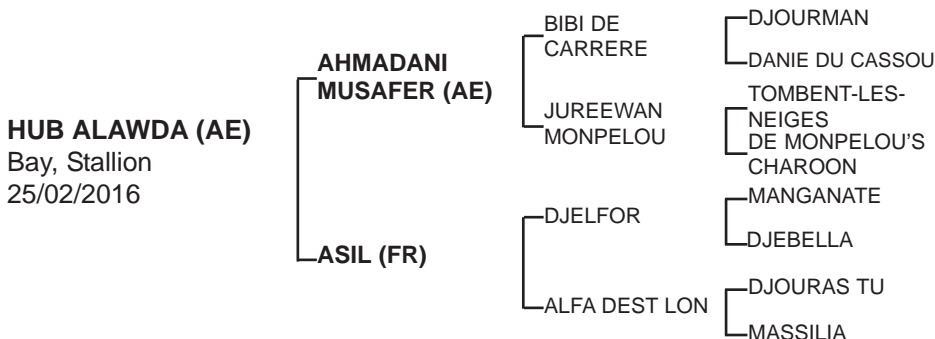 HUB ALAWDA (AE)
Bay, Stallion
25/02/2016
AHMADANI
MUSAFER (AE)
ASIL (FR)
BIBI DE
CARRERE
JUREEWAN
MONPELOU
DJELFOR
ALFA DEST LON
DJOURMAN
DANIE DU CASSOU
TOMBENT-LES-
NEIGES
DE MONPELOU'S
CHAROON
MANGANATE
DJEBELLA
DJOURAS TU
MASSILIA